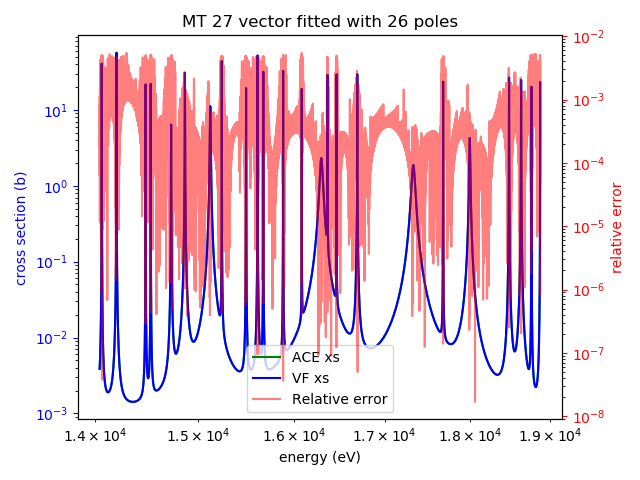 MT 27 vector fitted with 26 poles
cross section (b)
10¹
10⁰
10⁻¹
10⁻²
10⁻³
10⁻²
10⁻³
10⁻⁴
10⁻⁵
10⁻⁶
10⁻⁷
10⁻⁸
relative error
ACE xs
VF xs
Relative error
1.4 × 10⁴ 1.5 × 10⁴ 1.6 × 10⁴ 1.7 × 10⁴ 1.8 × 10⁴ 1.9 × 10⁴
energy (eV)